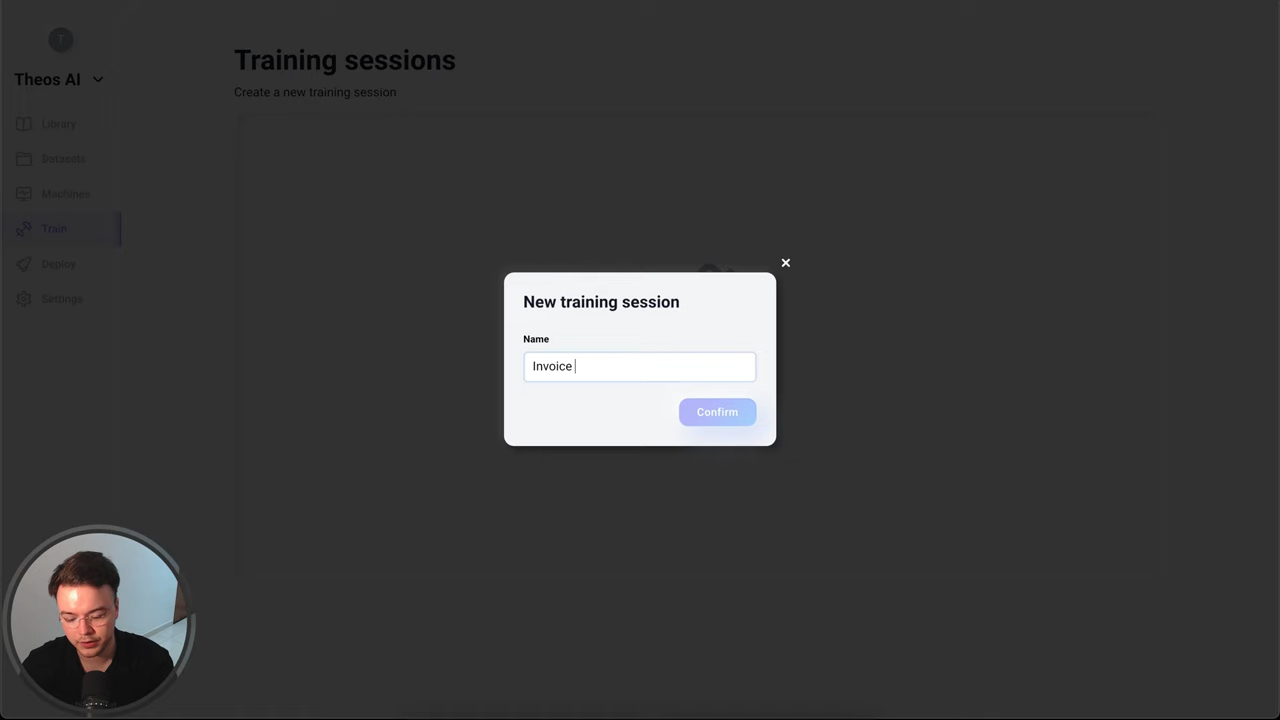 T
Theos AI
Library
Datasets
Machines
Train
Deploy
Settings
Training sessions
Create a new training session
New training session
Name
Invoice
Confirm